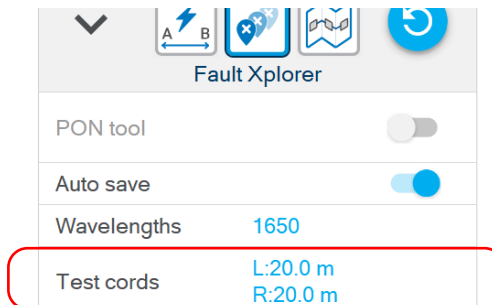 A B
Fault Xplorer
PON tool
Auto save
Wavelengths 1650
Test cords L:20.0 m
R:20.0 m